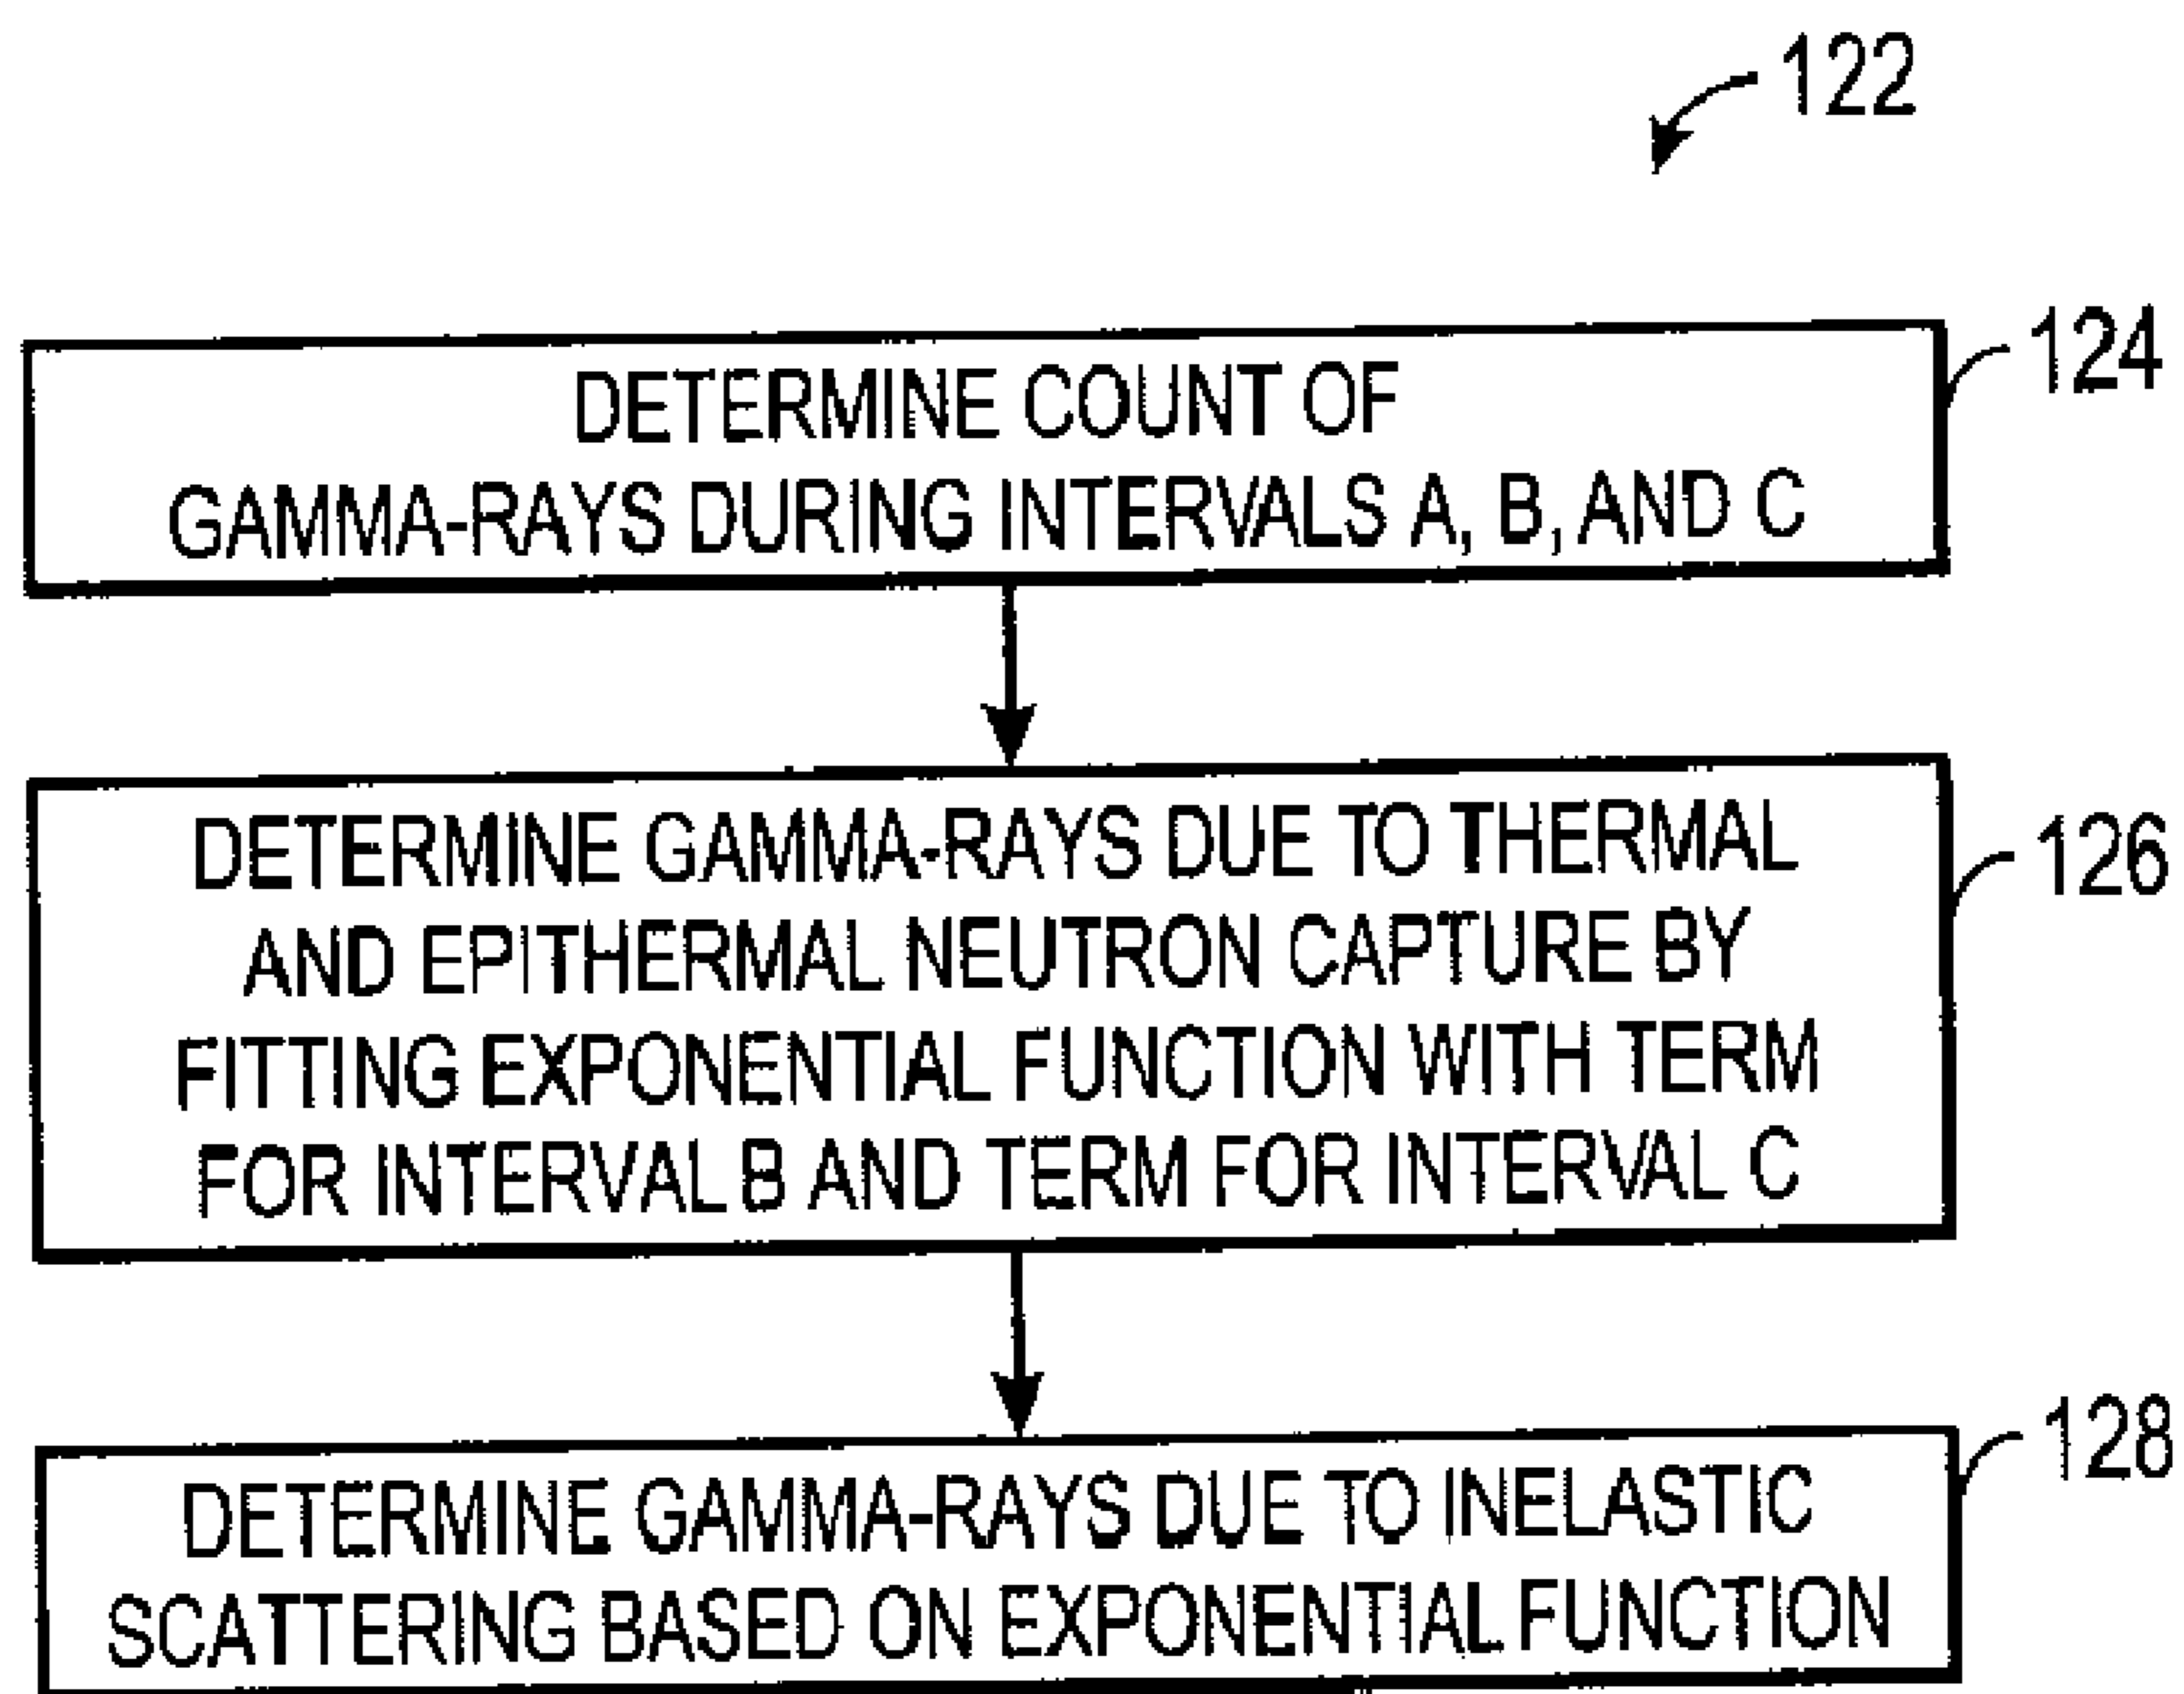 122
124
DETERMINE COUNT OF
GAMMA-RAYS DURING INTERVALS A, B, AND C
126
DETERMINE GAMMA-RAYS DUE TO THERMAL
AND EPITHERMAL NEUTRON CAPTURE BY
FITTING EXPONENTIAL FUNCTION WITH TERM
FOR INTERVAL B AND TERM FOR INTERVAL C
128
DETERMINE GAMMA-RAYS DUE TO INELASTIC
SCATTERING BASED ON EXPONENTIAL FUNCTION